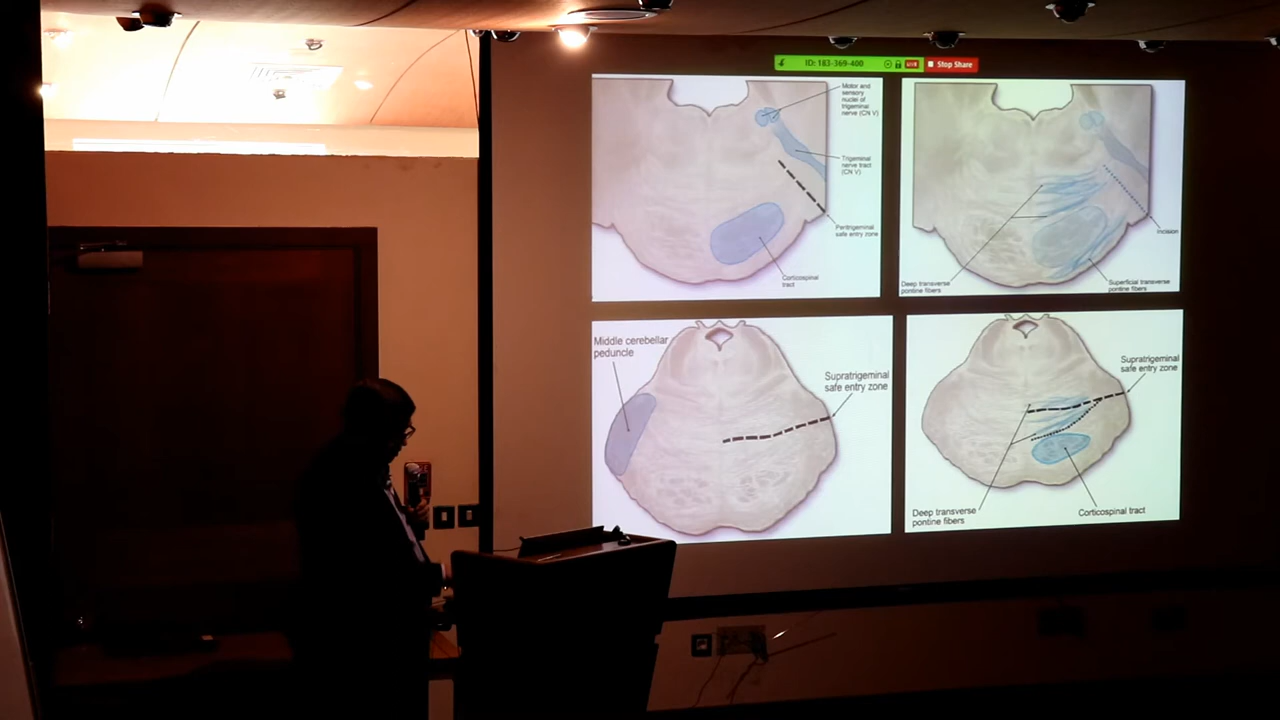 ID: 183-369-400
LIVE
Stop Share
Motor and
sensory
nuclei of
trigeminal
nerve (CN V)
Trigeminal
nerve tract
(CN V)
Peritrigeminal
safe entry zone
Corticospinal
tract
Incision
Deep transverse
pontine fibers
Superficial transverse
pontine fibers
Middle cerebellar
peduncle
Supratrigeminal
safe entry zone
Supratrigeminal
safe entry zone
Deep transverse
pontine fibers
Corticospinal tract